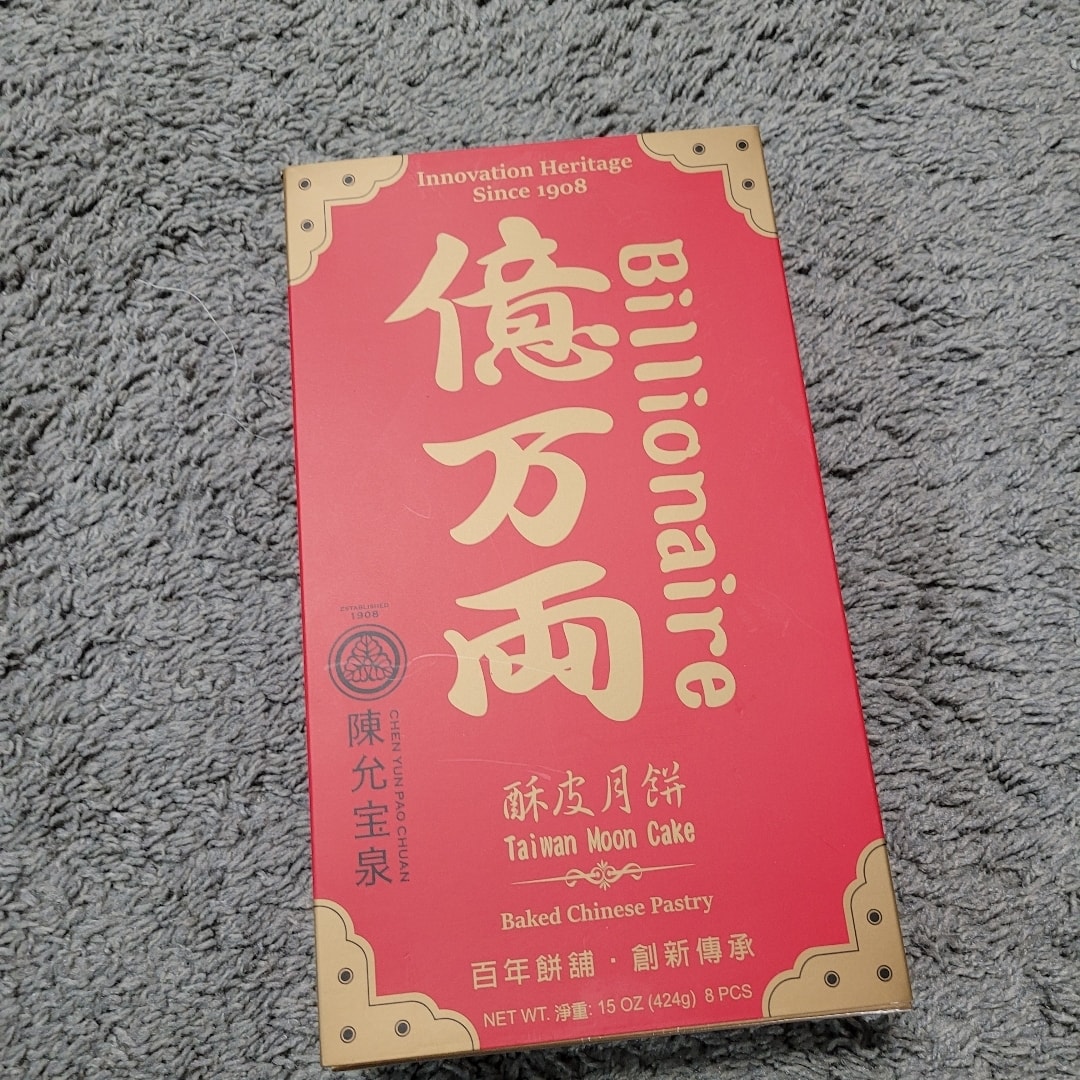 Innovation Heritage
Since 1908
億万両
Billionaire
ESTABLISHED
1908
陳允宝泉
CHEN YUN PAO CHUAN
酥皮月餅
Taiwan Moon Cake
Baked Chinese Pastry
百年餅舖·創新傳承
NET WT. 淨重: 15 OZ (424g) 8 PCS